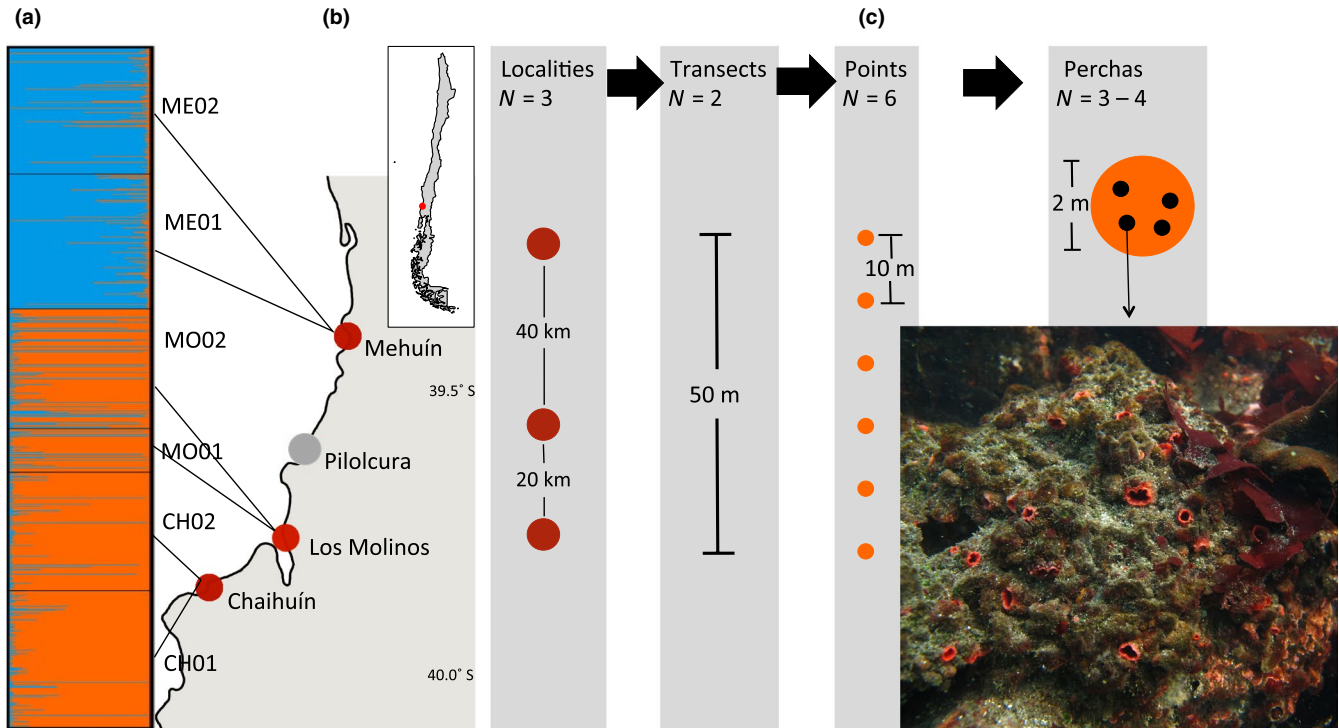 (a)
(b)
(c)
ME02
ME01
MO02
MO01
CH02
CH01
Mehuín
39.5° S
Pilolcura
Los Molinos
Chaihuín
40.0° S
Localities
N = 3
40 km
20 km
Transects
N = 2
50 m
Points
N = 6
10 m
Perchas
N = 3 – 4
2 m